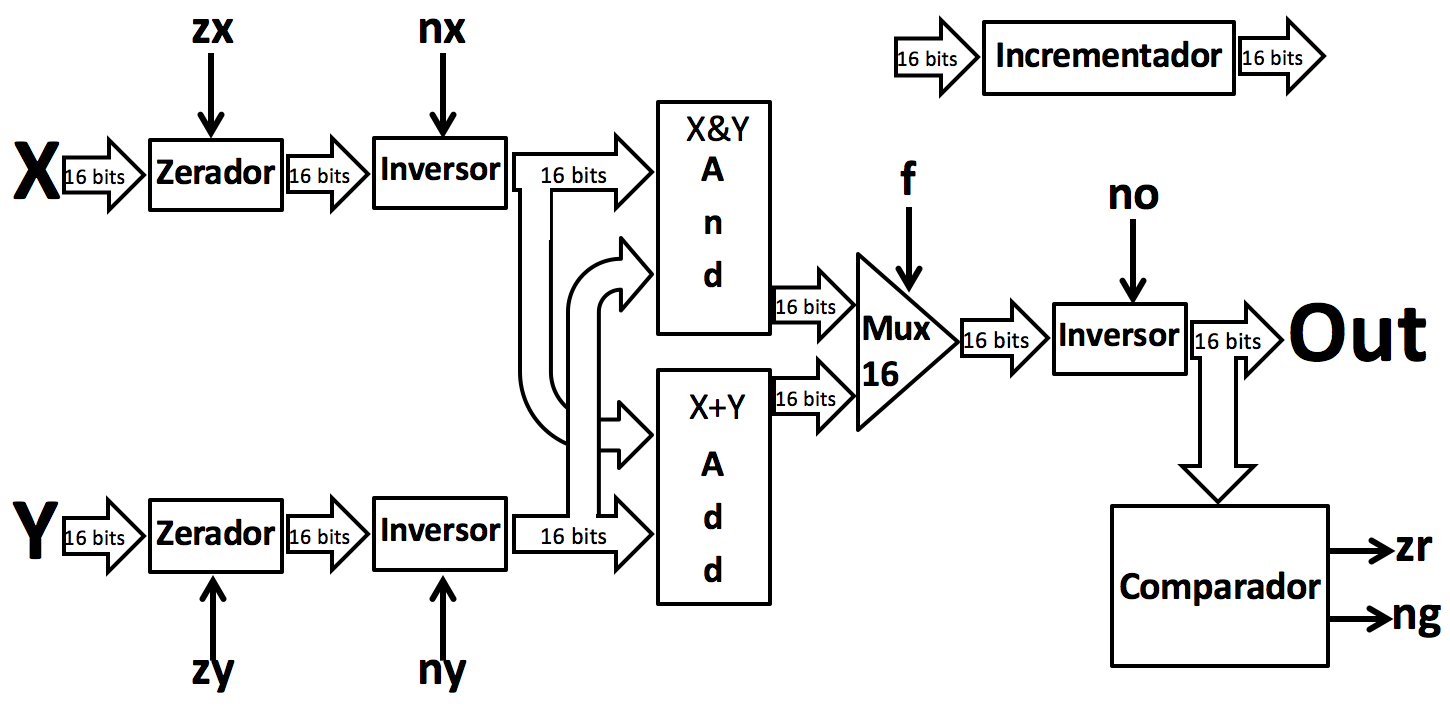 zx
nx
16 bits
Incrementador
16 bits
X
16 bits
Zerador
16 bits
Inversor
16 bits
X&Y
A
n
d
f
no
16 bits
Mux
16
16 bits
Inversor
16 bits
Out
16 bits
X+Y
A
d
d
Y
16 bits
Zerador
16 bits
Inversor
16 bits
zy
ny
Comparador
zr
ng